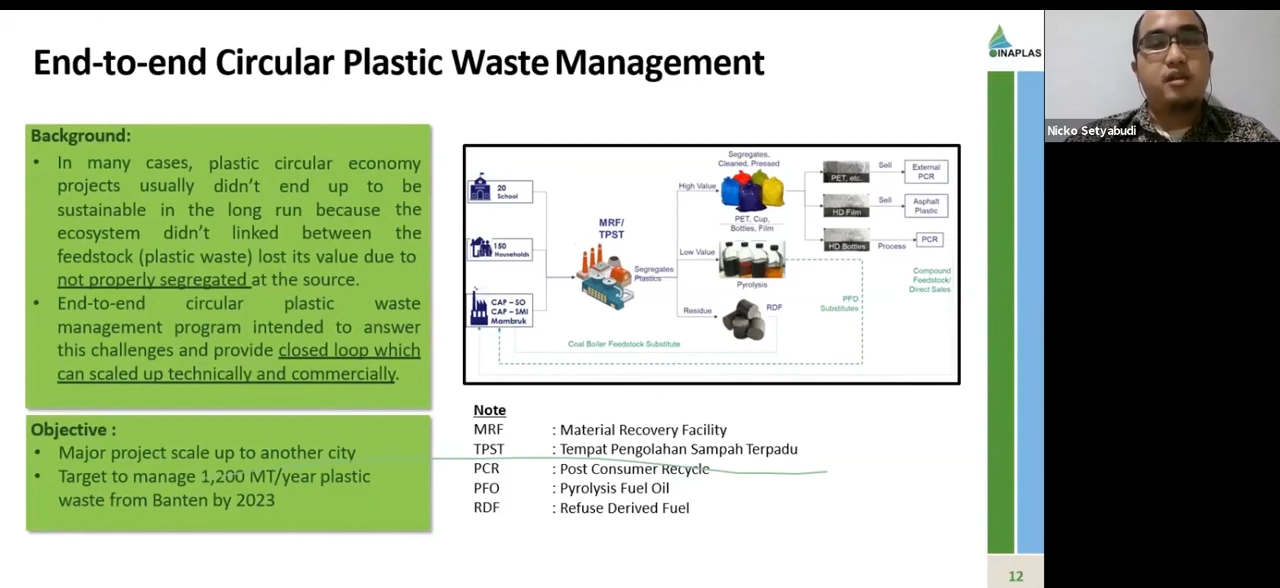 End-to-end Circular Plastic Waste Management
INAPLAS
Nicko Setyabudi
Background:
• In many cases, plastic circular economy
projects usually didn't end up to be
sustainable in the long run because the
ecosystem didn't linked between the
feedstock (plastic waste) lost its value due to
not properly segregated at the source.
• End-to-end circular plastic waste
management program intended to answer
this challenges and provide closed loop which
can scaled up technically and commercially.
Objective :
• Major project scale up to another city
• Target to manage 1,200 MT/year plastic
waste from Banten by 2023
20
School
150
Households
CAP – SO
CAP – SMI
Mambruk
MRF/
TPST
Segregates
Plastics
High Value
Low Value
Residue
Segregates,
Cleaned, Pressed
PET, Cup,
Bottles, Film
Pyrolysis
RDF
PET, etc.
HD Film
HD Bottles
Sell
Sell
Process
External
PCR
Asphalt
Plastic
PCR
PFO
Substitutes
Compound
Feedstock/
Direct Sales
Coal Boiler Feedstock Substitute
Note
MRF : Material Recovery Facility
TPST : Tempat Pengolahan Sampah Terpadu
PCR : Post Consumer Recycle
PFO : Pyrolysis Fuel Oil
RDF : Refuse Derived Fuel
12